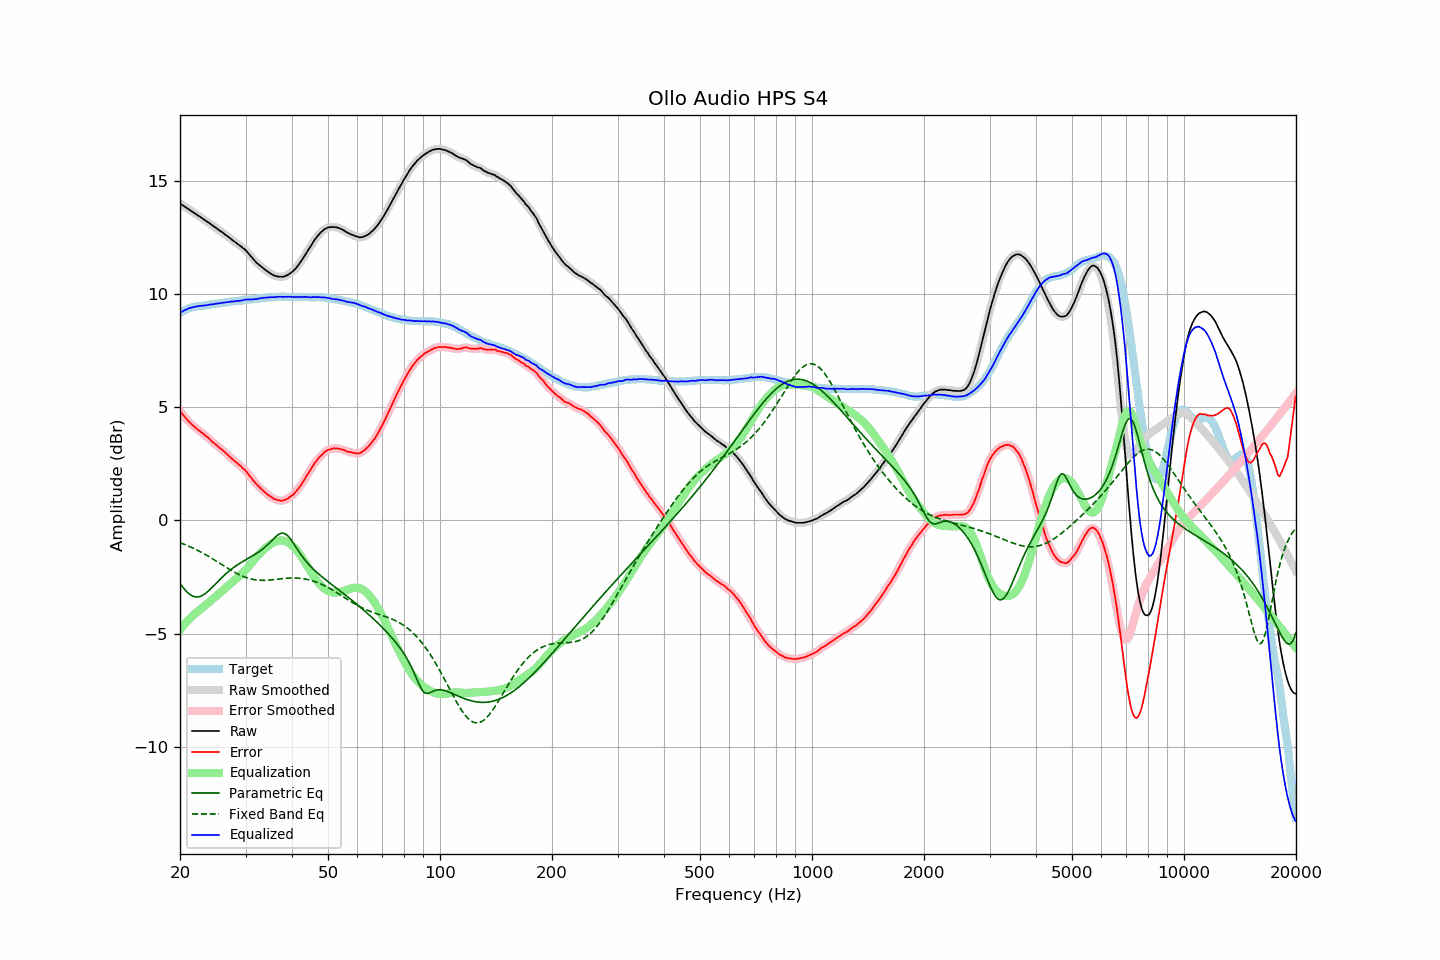 Ollo Audio HPS S4
Amplitude (dBr)
15
10
5
0
−5
−10
Target
Raw Smoothed
Error Smoothed
Raw
Error
Equalization
Parametric Eq
Fixed Band Eq
Equalized
20 50 100 200 500 1000 2000 5000 10000 20000
Frequency (Hz)